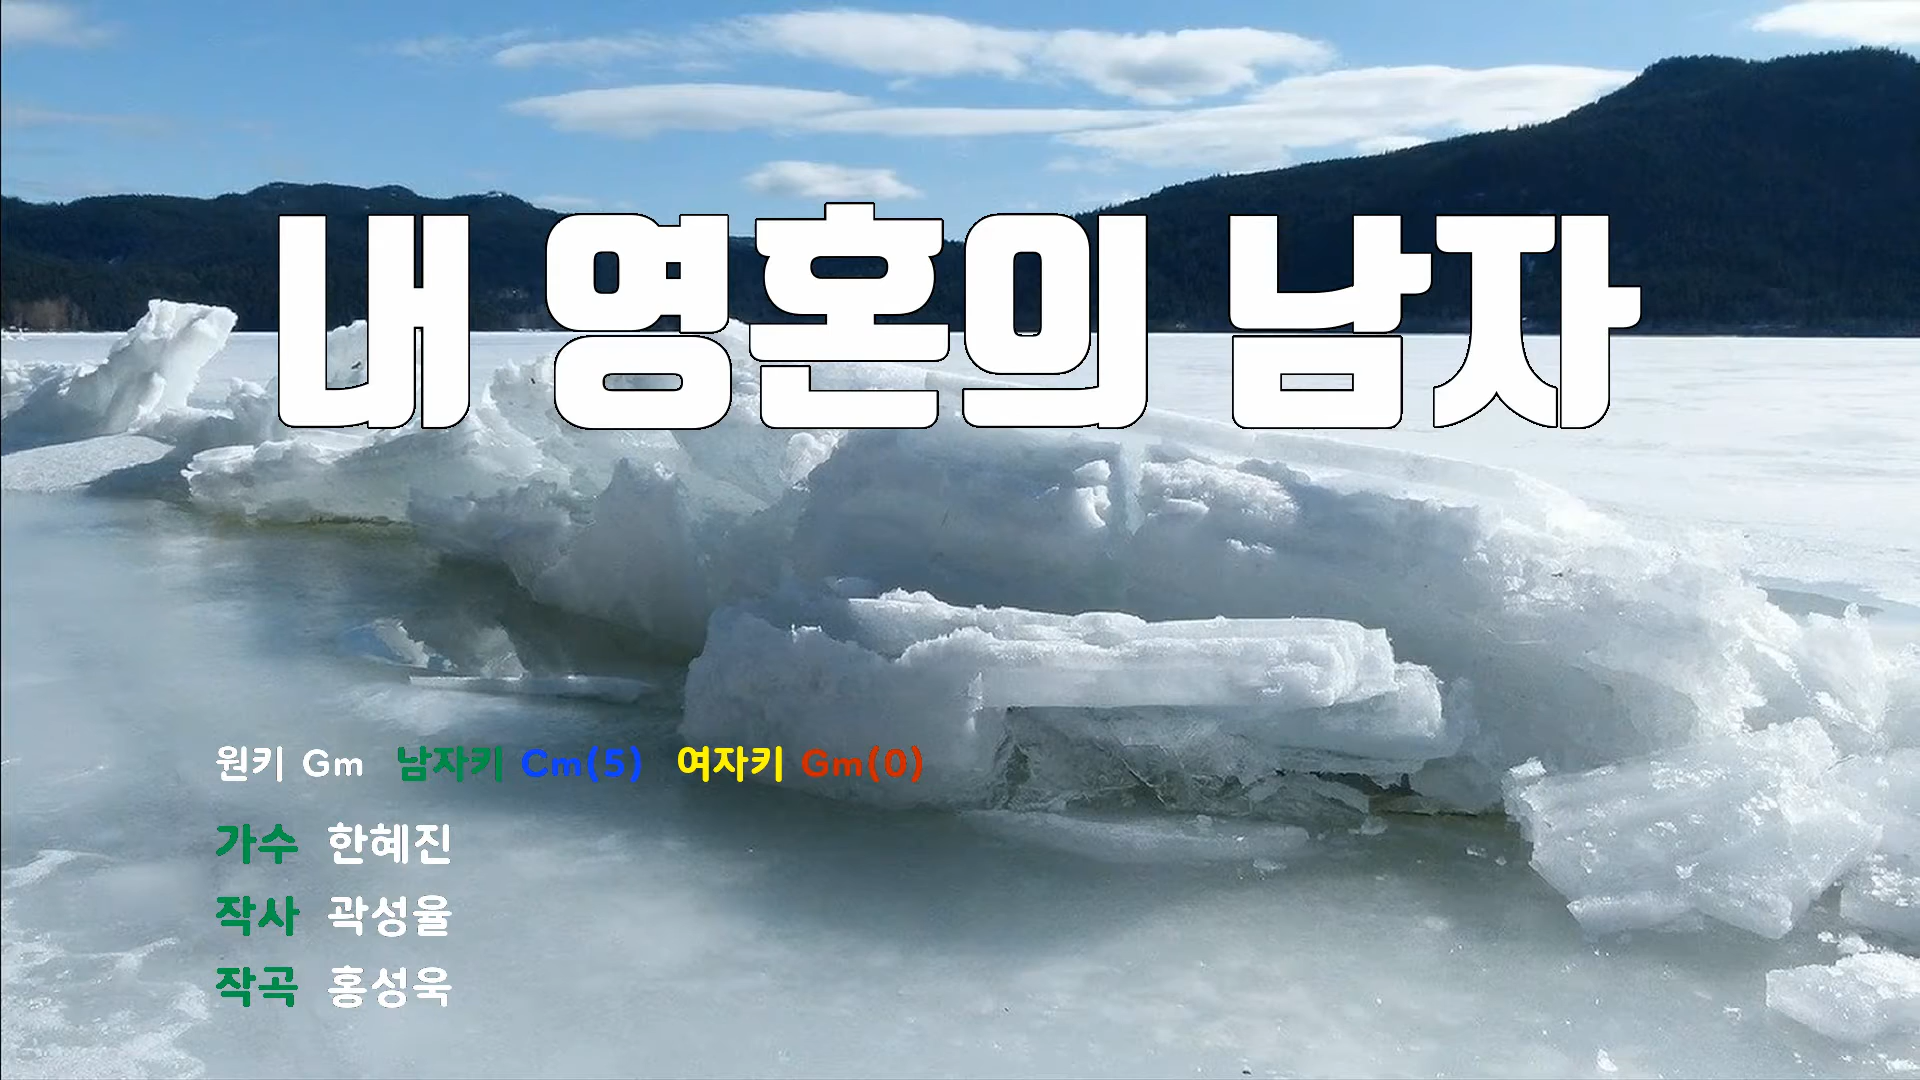 내 영혼의 남자
원키 Gm 남자키 Cm(5) 여자키 Gm(0)
가수 한혜진
작사 곽성율
작곡 홍성욱